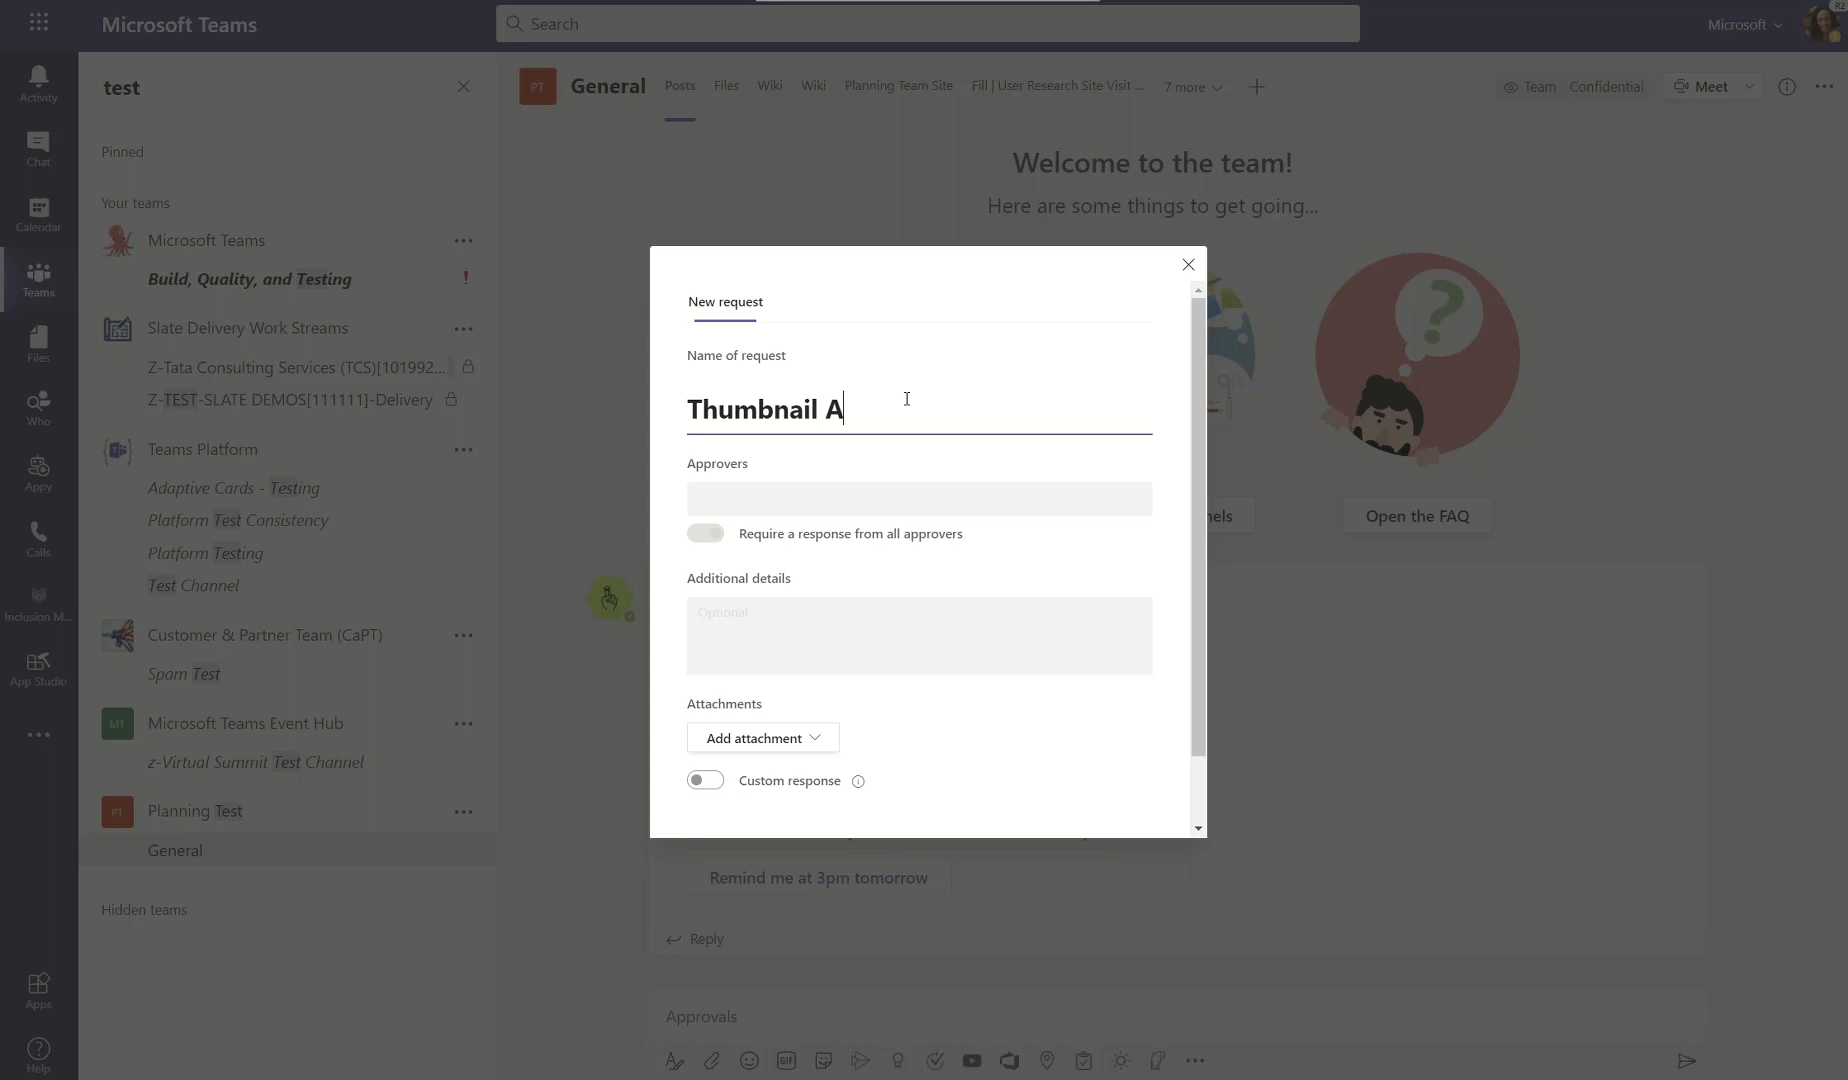 Microsoft Teams
Search
Microsoft
R2
Activity
Chat
Calendar
Teams
Files
Who
Appy
Calls
Inclusion M...
App Studio
Apps
Help
test
Pinned
Your teams
Microsoft Teams
Build, Quality, and Testing
Slate Delivery Work Streams
Z-Tata Consulting Services (TCS)[101992...
Z-TEST-SLATE DEMOS[111111]-Delivery
Teams Platform
Adaptive Cards - Testing
Platform Test Consistency
Platform Testing
Test Channel
Customer & Partner Team (CaPT)
Spam Test
MT Microsoft Teams Event Hub
z-Virtual Summit Test Channel
PT Planning Test
General
Hidden teams
PT General Posts Files Wiki Wiki Planning Team Site Fill | User Research Site Visit ... 7 more
Team Confidential Meet
Welcome to the team!
Here are some things to get going...
nels
Open the FAQ
New request
Name of request
Thumbnail A
Approvers
Require a response from all approvers
Additional details
Optional
Attachments
Add attachment
Custom response
Remind me at 3pm tomorrow
Reply
Approvals
GIF